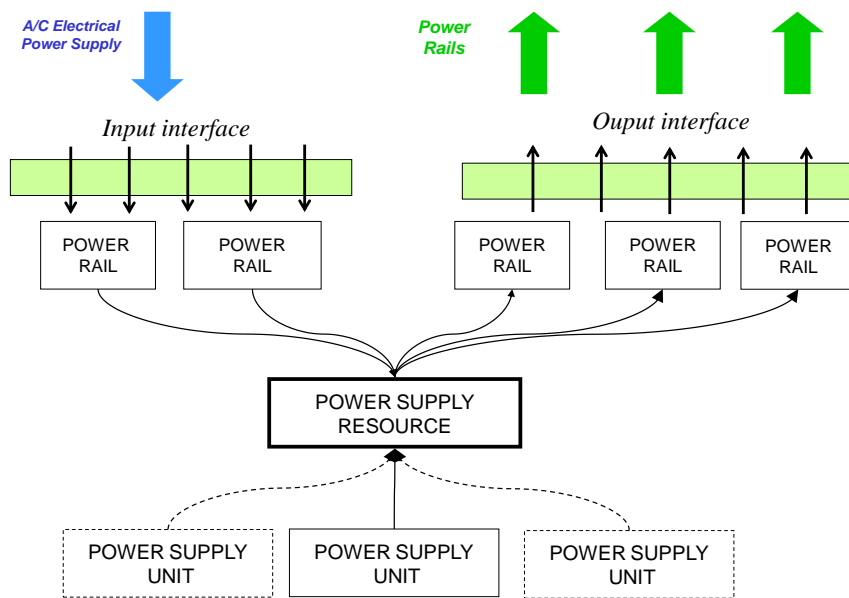 A/C Electrical
Power Supply
Power
Rails
Input interface
Ouput interface
POWER
RAIL
POWER
RAIL
POWER
RAIL
POWER
RAIL
POWER
RAIL
POWER SUPPLY
RESOURCE
POWER SUPPLY
UNIT
POWER SUPPLY
UNIT
POWER SUPPLY
UNIT